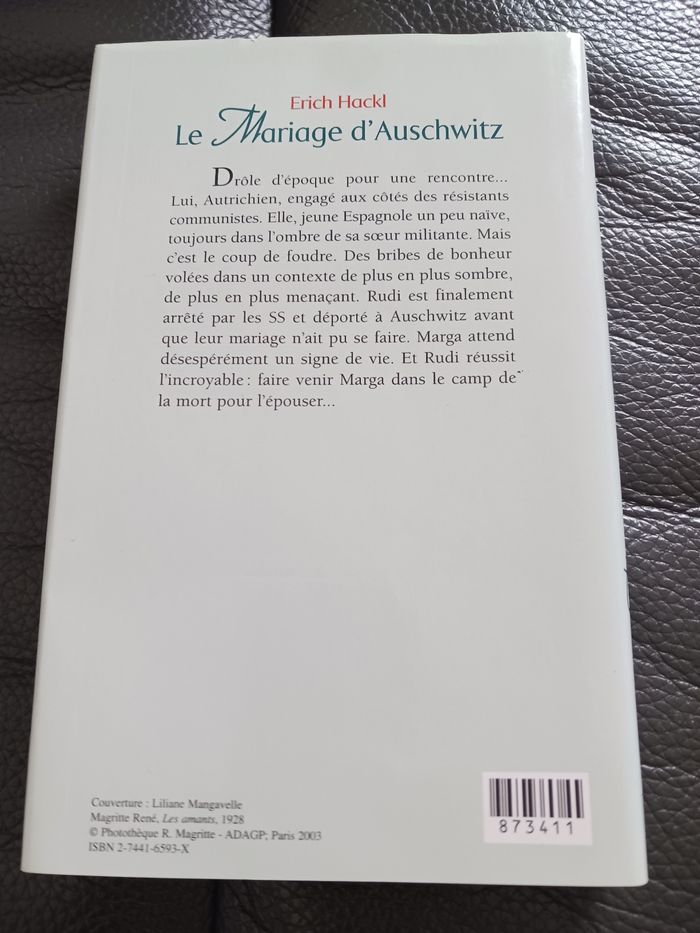 Erich Hackl
Le Mariage d'Auschwitz
Drôle d'époque pour une rencontre...
Lui, Autrichien, engagé aux côtés des résistants
communistes. Elle, jeune Espagnole un peu naïve,
toujours dans l'ombre de sa sœur militante. Mais
c'est le coup de foudre. Des bribes de bonheur
volées dans un contexte de plus en plus sombre,
de plus en plus menaçant. Rudi est finalement
arrêté par les SS et déporté à Auschwitz avant
que leur mariage n'ait pu se faire. Marga attend
désespérément un signe de vie. Et Rudi réussit
l'incroyable : faire venir Marga dans le camp de
la mort pour l'épouser...
Couverture : Liliane Mangavelle
Magritte René, Les amants, 1928
© Photothèque R. Magritte - ADAGP; Paris 2003
ISBN 2-7441-6593-X
873411